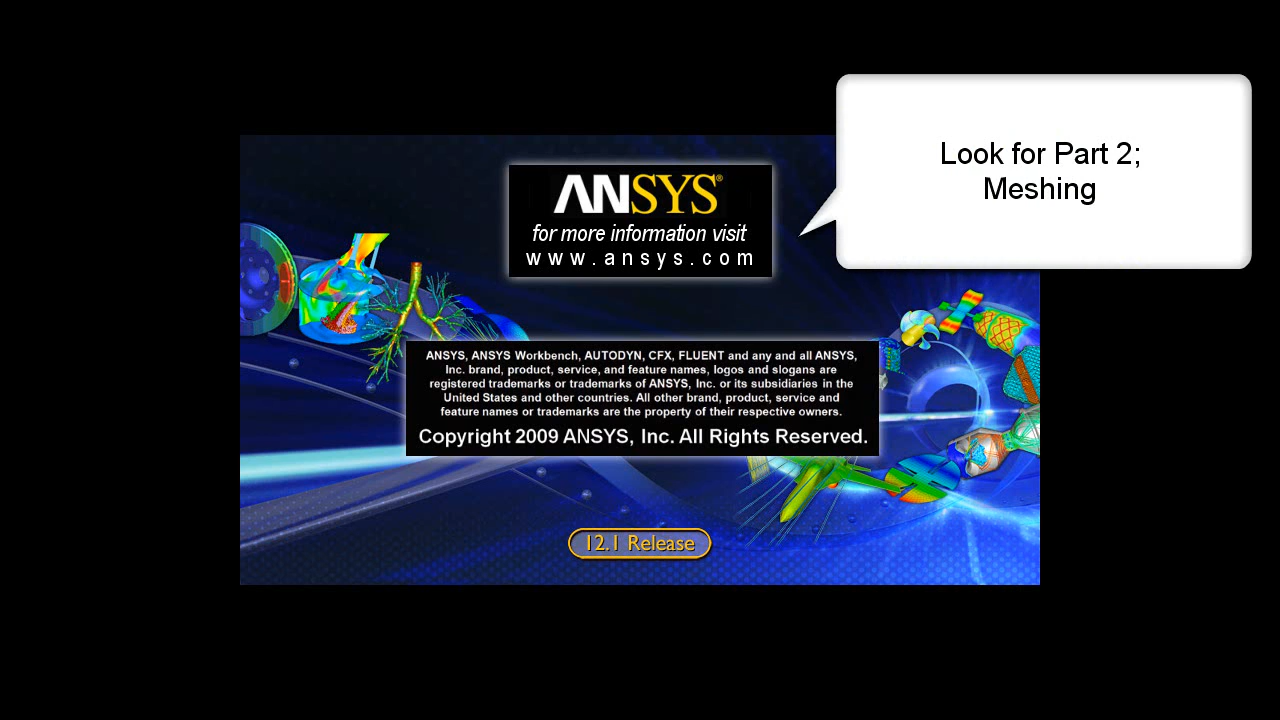 Look for Part 2;
Meshing
ANSYS®
for more information visit
www.ansys.com
ANSYS, ANSYS Workbench, AUTODYN, CFX, FLUENT and any and all ANSYS,
Inc. brand, product, service, and feature names, logos and slogans are
registered trademarks or trademarks of ANSYS, Inc. or its subsidiaries in the
United States and other countries. All other brand, product, service and
feature names or trademarks are the property of their respective owners.
Copyright 2009 ANSYS, Inc. All Rights Reserved.
12.1 Release